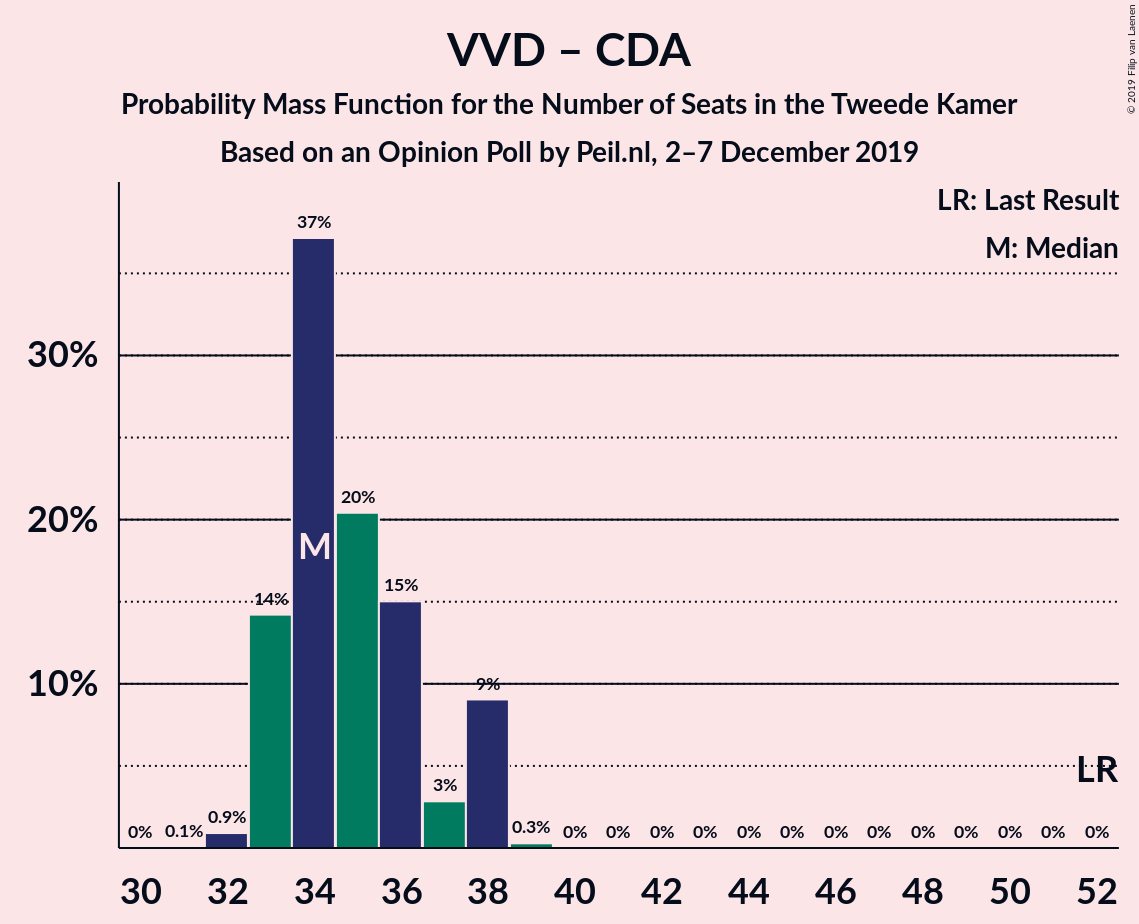 VVD – CDA
Probability Mass Function for the Number of Seats in the Tweede Kamer
Based on an Opinion Poll by Peil.nl, 2–7 December 2019
© 2019 Filip van Laenen
LR: Last Result
M: Median
37%
30%
20%
20%
M
15%
14%
10%
9%
LR
3%
0% 0.1% 0.9% 0.3% 0% 0% 0% 0% 0% 0% 0% 0% 0% 0% 0% 0% 0%
30 32 34 36 38 40 42 44 46 48 50 52